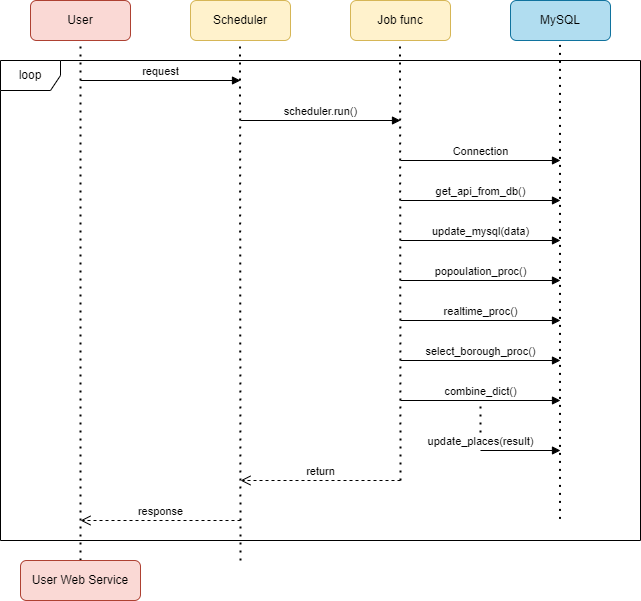 User
Scheduler
Job func
MySQL
loop
request
scheduler.run()
Connection
get_api_from_db()
update_mysql(data)
popoulation_proc()
realtime_proc()
select_borough_proc()
combine_dict()
update_places(result)
return
response
User Web Service